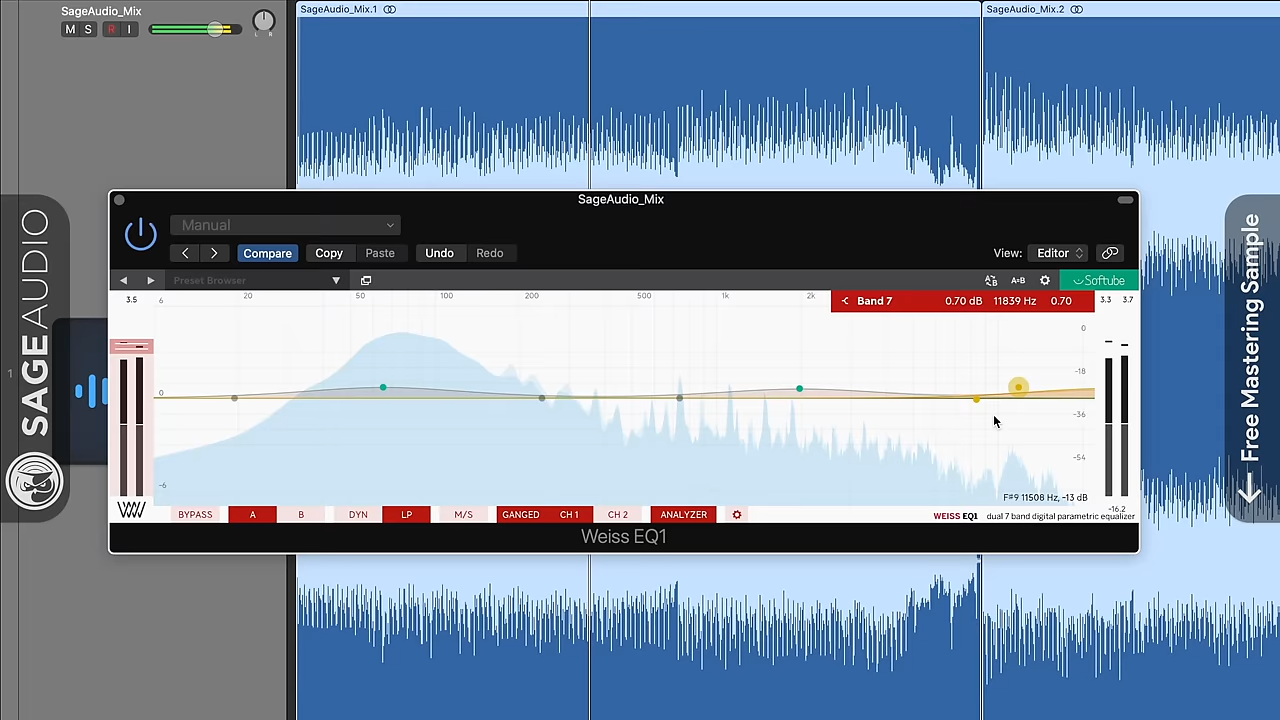 SageAudio_Mix
M S R I
L R
SageAudio_Mix.1
SageAudio_Mix.2
1
SAGEAUDIO
Free Mastering Sample
SageAudio_Mix
Manual
Compare Copy Paste Undo Redo
View: Editor
Preset Browser
A=B
Softube
3.5 6 20 50 100 200 500 1k 2k
< Band 7 0.70 dB 11839 Hz 0.70
3.3 3.7
0
-18
0
-36
-54
-6
F#9 11508 Hz, -13 dB
-16.2
BYPASS A B DYN LP M/S GANGED CH 1 CH 2 ANALYZER
WEISS EQ1 dual 7 band digital parametric equalizer
Weiss EQ1